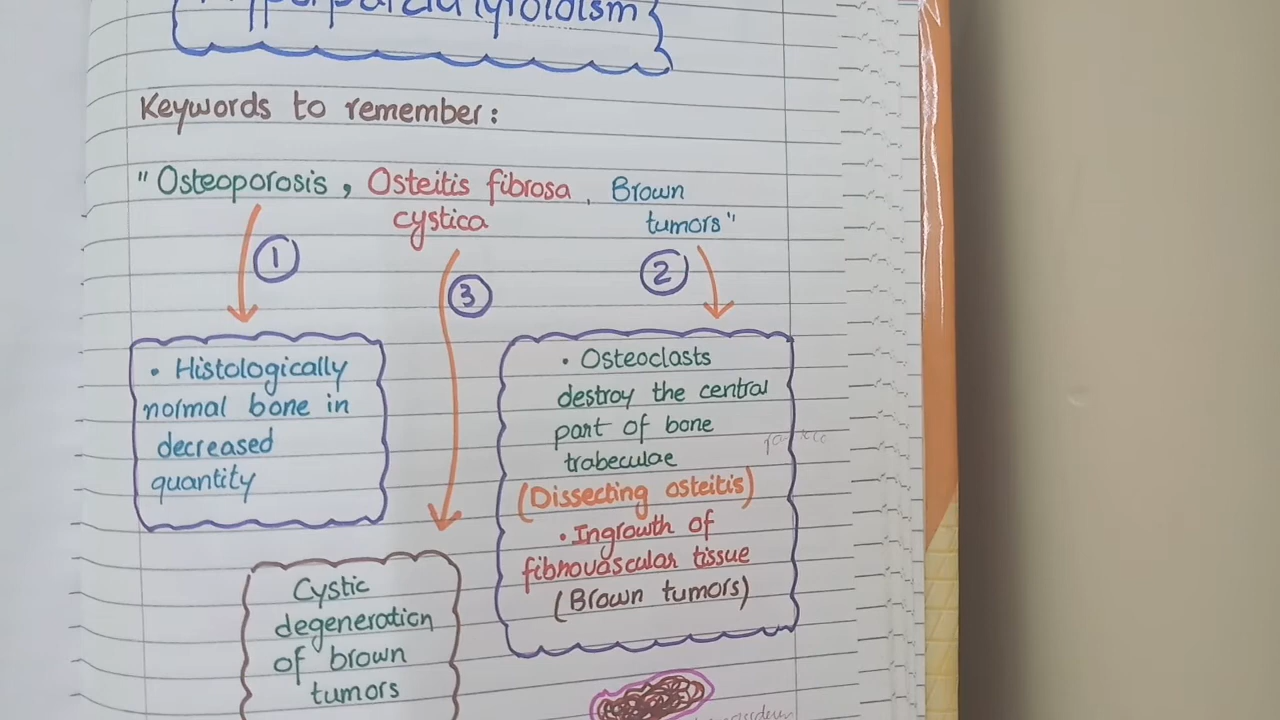 Hyperparathyroidism
Keywords to remember:
" Osteoporosis, Osteitis fibrosa, Brown
cystica tumors"
1
2
3
• Histologically
normal bone in
decreased
quantity
• Osteoclasts
destroy the central
part of bone
trabeculae
(Dissecting osteitis)
• Ingrowth of
fibrovascular tissue
(Brown tumors)
Cystic
degeneration
of brown
tumors